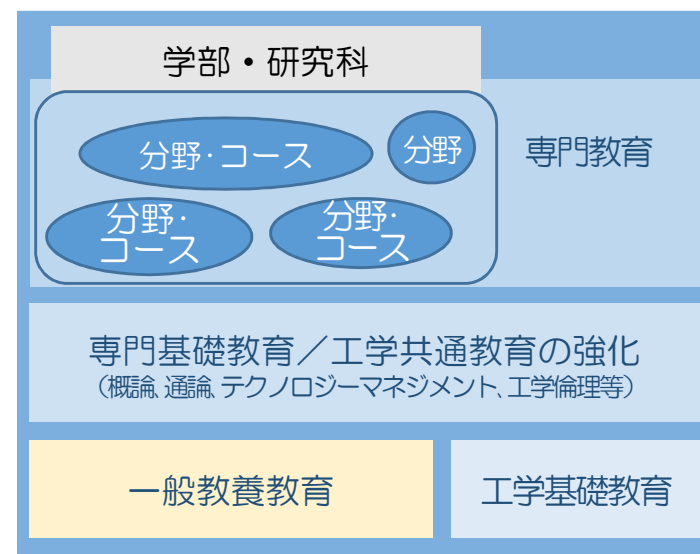 学部・研究科
分野・コース
分野
専門教育
分野・
コース
分野・
コース
専門基礎教育／工学共通教育の強化
（概論、通論、テクノロジーマネジメント、工学倫理等）
一般教養教育
工学基礎教育